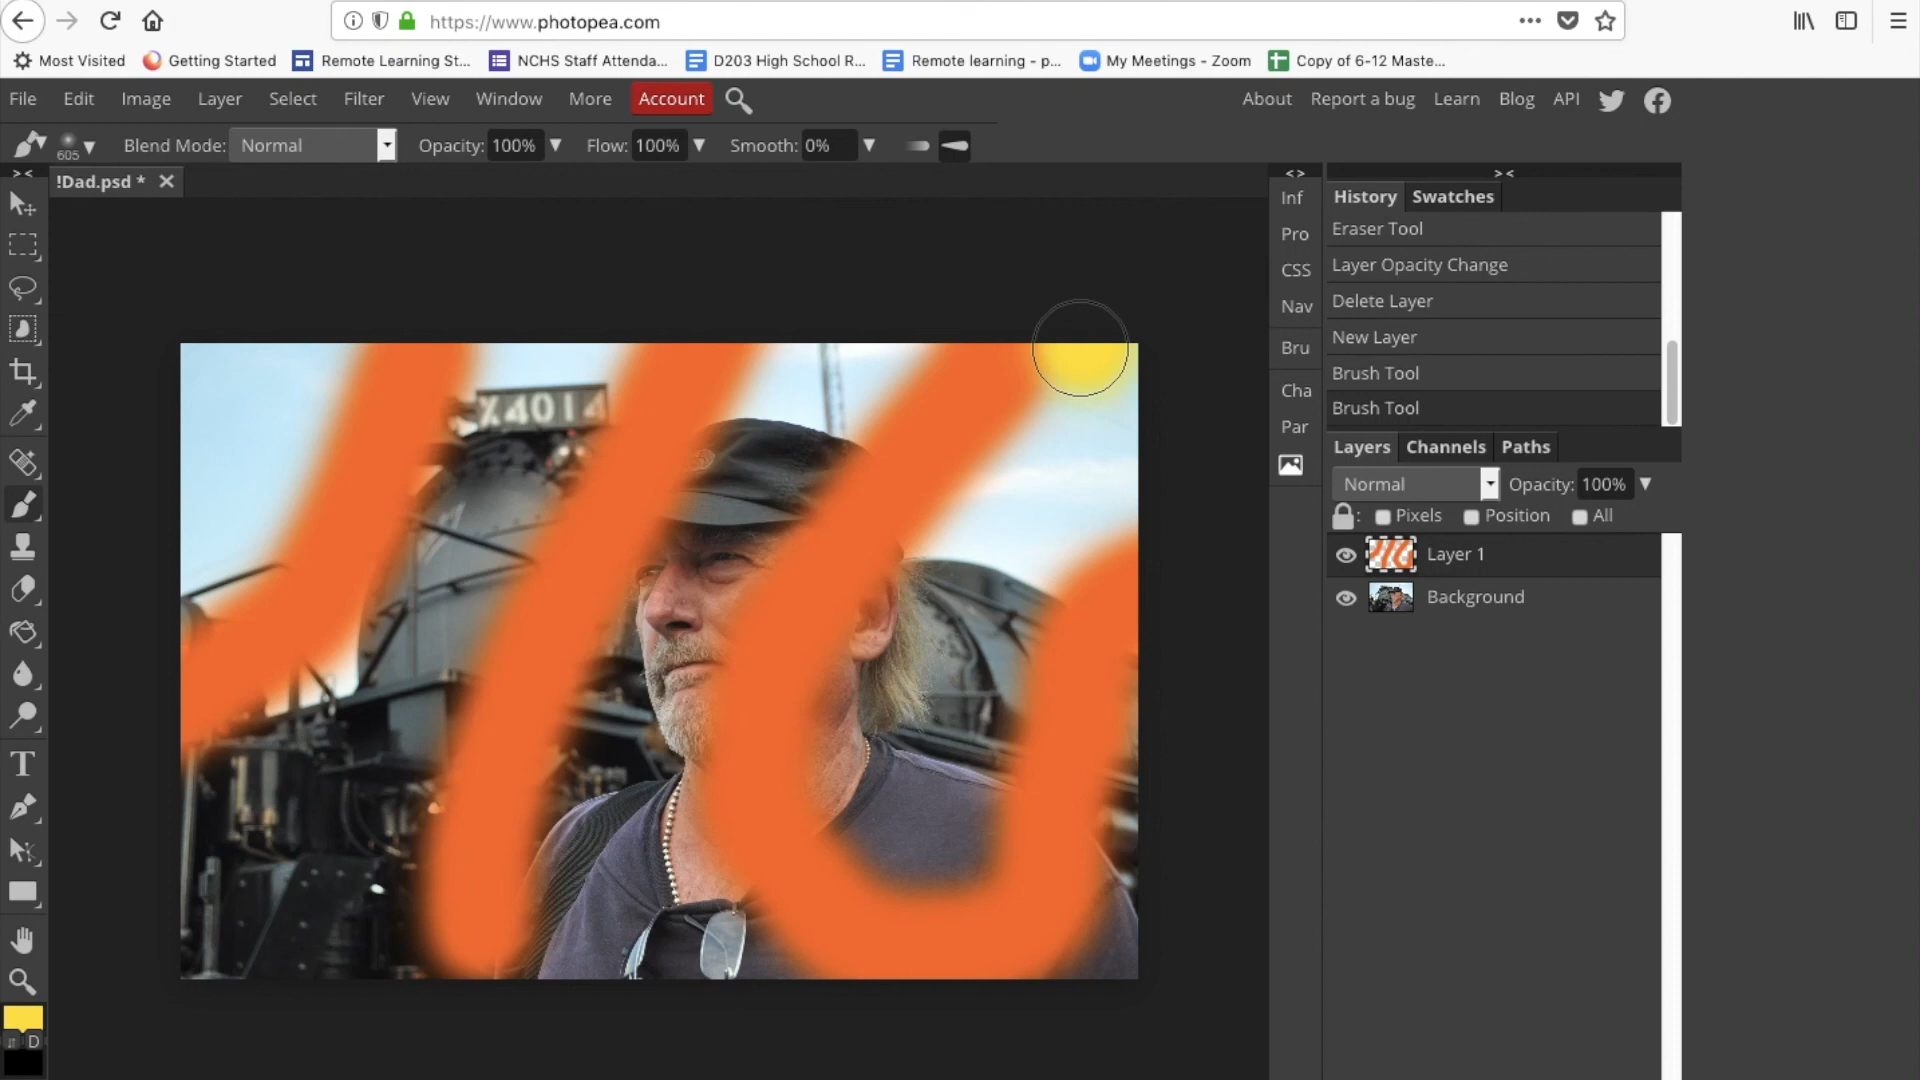 https://www.photopea.com
Most Visited
Getting Started
Remote Learning St...
NCHS Staff Attenda...
D203 High School R...
Remote learning - p...
My Meetings - Zoom
Copy of 6-12 Maste...
File Edit Image Layer Select Filter View Window More Account
About Report a bug Learn Blog API
605
Blend Mode: Normal Opacity: 100% Flow: 100% Smooth: 0%
> <
!Dad.psd *
< >
> <
Inf
Pro
CSS
Nav
Bru
Cha
Par
History Swatches
Eraser Tool
Layer Opacity Change
Delete Layer
New Layer
Brush Tool
Brush Tool
Layers Channels Paths
Normal Opacity: 100%
: Pixels Position All
Layer 1
Background
X4014
T
D